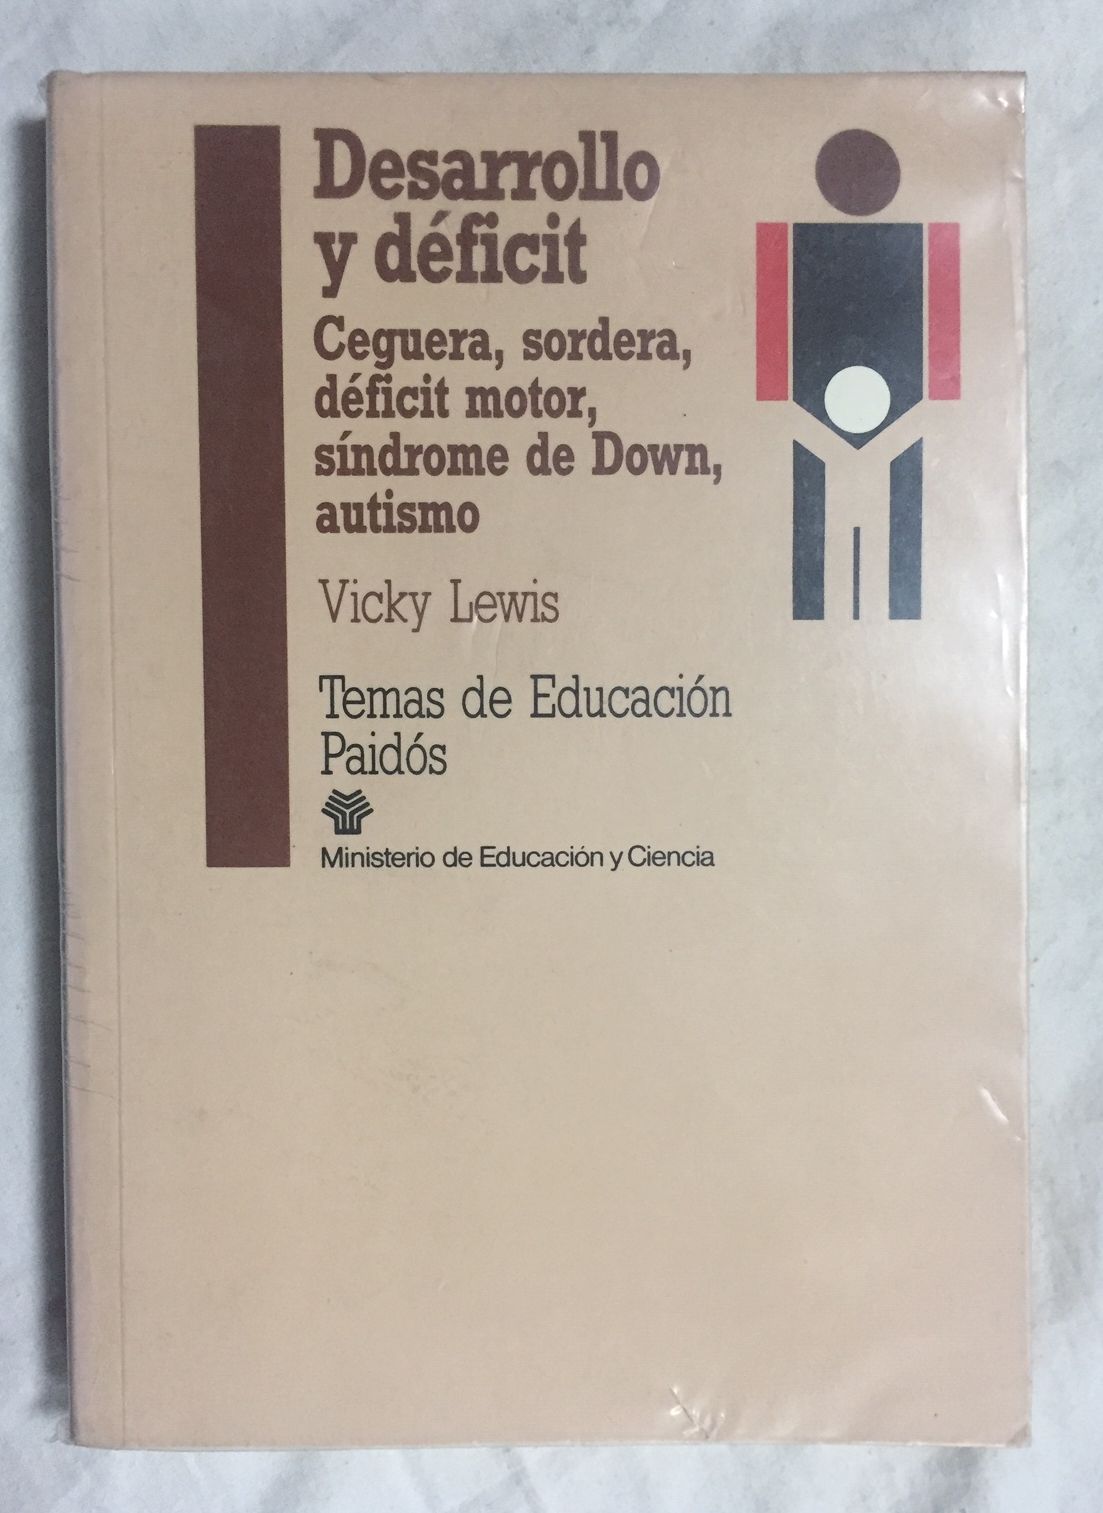 Desarrollo
y déficit
Ceguera, sordera,
déficit motor,
síndrome de Down,
autismo
Vicky Lewis
Temas de Educación
Paidós
Ministerio de Educación y Ciencia